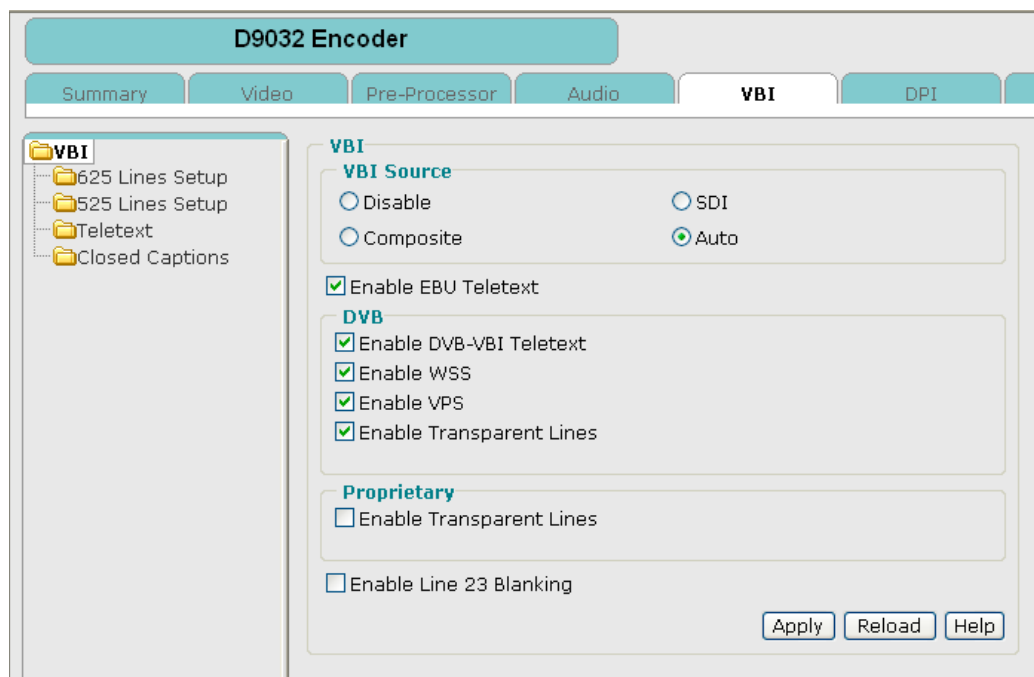 D9032 Encoder
Summary Video Pre-Processor Audio VBI DPI
VBI
625 Lines Setup
525 Lines Setup
Teletext
Closed Captions
VBI
VBI Source
Disable SDI
Composite Auto
Enable EBU Teletext
DVB
Enable DVB-VBI Teletext
Enable WSS
Enable VPS
Enable Transparent Lines
Proprietary
Enable Transparent Lines
Enable Line 23 Blanking
Apply Reload Help